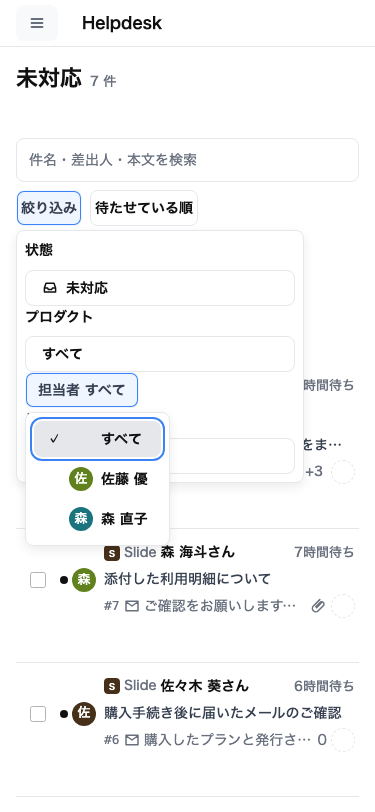 Helpdesk
未対応 7 件
件名・差出人・本文を検索
絞り込み 待たせている順
状態
未対応
プロダクト
すべて
担当者 すべて
時間待ち
✓ すべて
をま…
+3
佐 佐藤 優
森 森 直子
S Slide 森 海斗さん 7時間待ち
森 添付した利用明細について
#7 ご確認をお願いします…
S Slide 佐々木 葵さん 6時間待ち
佐 購入手続き後に届いたメールのご確認
#6 購入したプランと発行さ… 0